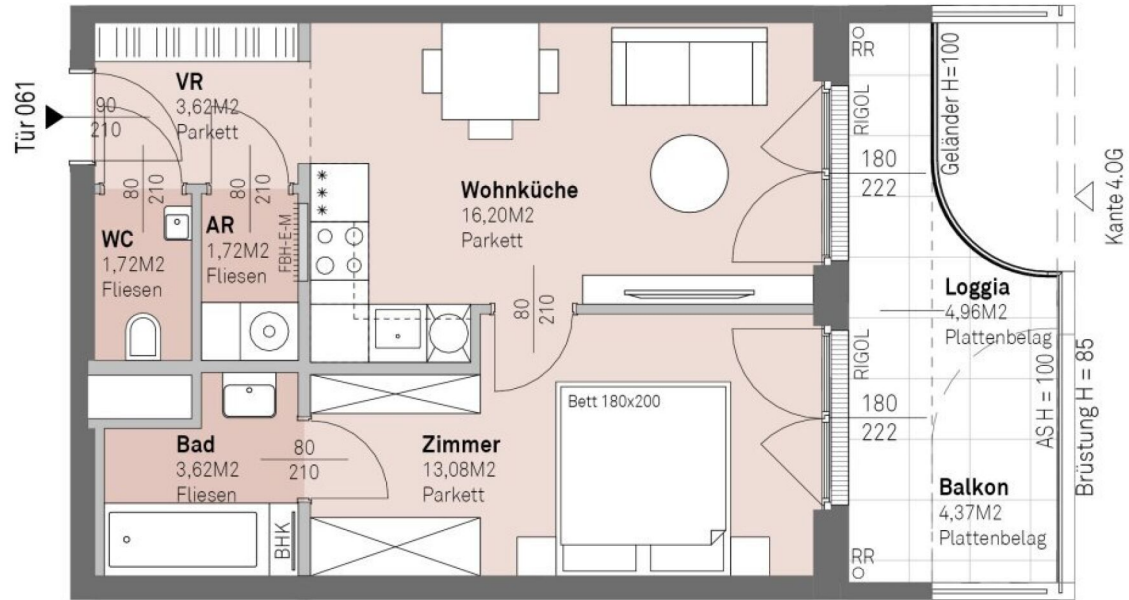 Tür 061
90
210
VR
3,62M2
Parkett
80
210
80
210
WC
1,72M2
Fliesen
AR
1,72M2
Fliesen
FBH-E-M
Wohnküche
16,20M2
Parkett
80
210
RR
RIGOL
180
222
Geländer H=100
Kante 4.OG
Loggia
4,96M2
Plattenbelag
RIGOL
180
222
AS H = 100
Brüstung H = 85
Bad
3,62M2
Fliesen
80
210
BHK
Zimmer
13,08M2
Parkett
Bett 180x200
Balkon
4,37M2
Plattenbelag
RR